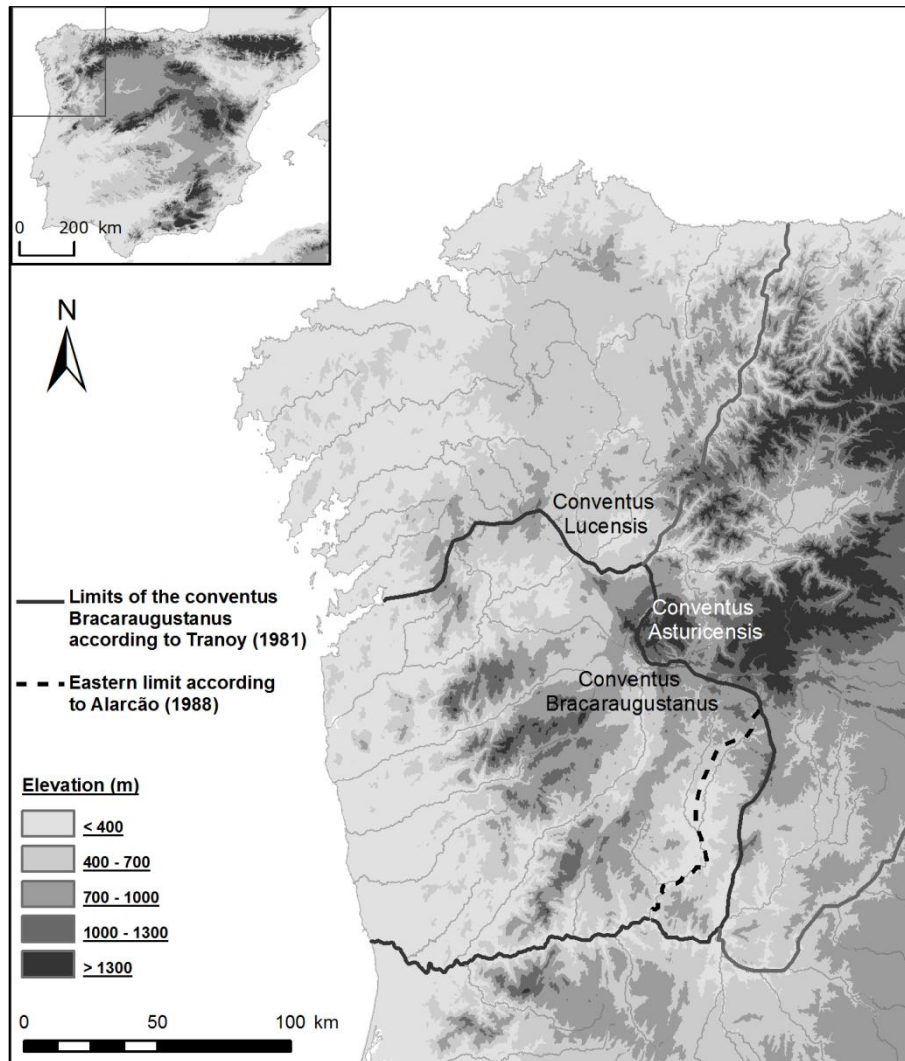 0 200 km
N
Conventus
Lucensis
Conventus
Asturicensis
Conventus
Bracaraugustanus
Limits of the conventus
Bracaraugustanus
according to Tranoy (1981)
Eastern limit according
to Alarcão (1988)
Elevation (m)
< 400
400 - 700
700 - 1000
1000 - 1300
> 1300
0 50 100 km